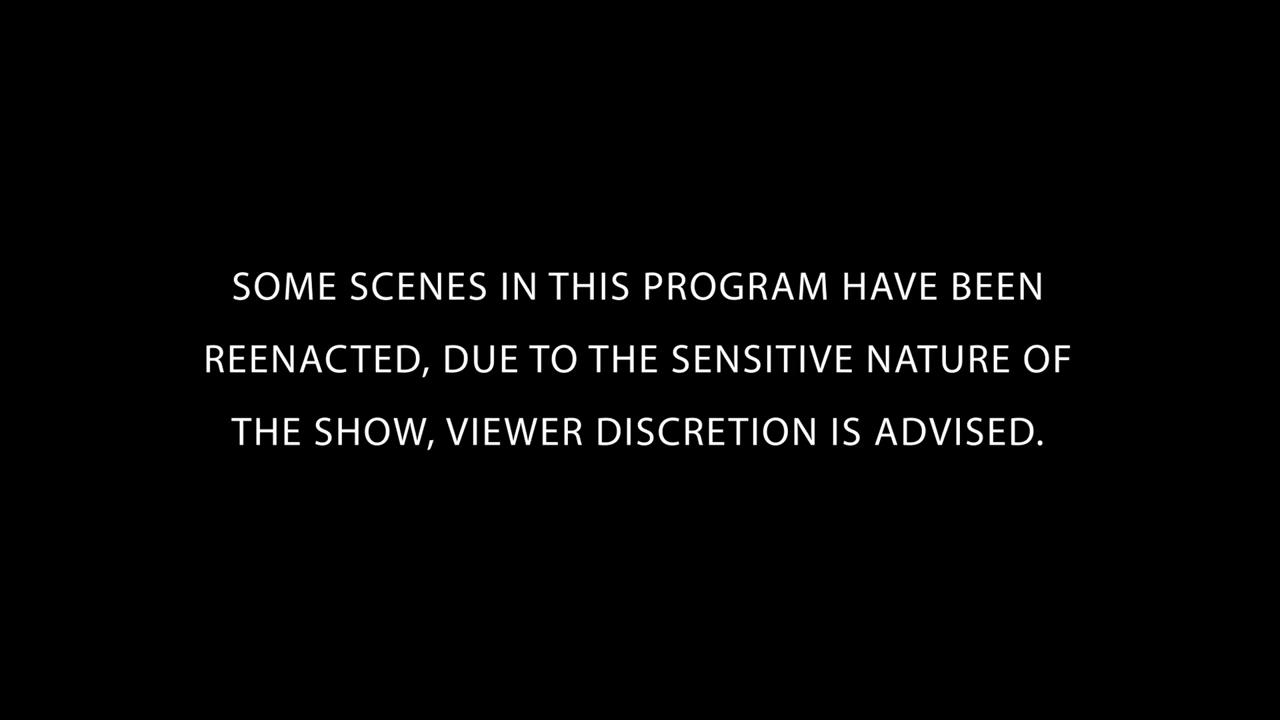 SOME SCENES IN THIS PROGRAM HAVE BEEN
REENACTED, DUE TO THE SENSITIVE NATURE OF
THE SHOW, VIEWER DISCRETION IS ADVISED.